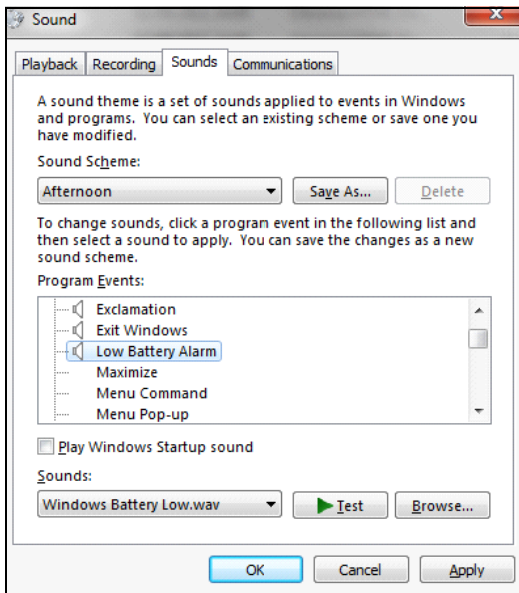 Sound
Playback Recording Sounds Communications
A sound theme is a set of sounds applied to events in Windows
and programs. You can select an existing scheme or save one you
have modified.
Sound Scheme:
Afternoon Save As... Delete
To change sounds, click a program event in the following list and
then select a sound to apply. You can save the changes as a new
sound scheme.
Program Events:
Exclamation
Exit Windows
Low Battery Alarm
Maximize
Menu Command
Menu Pop-up
Play Windows Startup sound
Sounds:
Windows Battery Low.wav Test Browse...
OK Cancel Apply